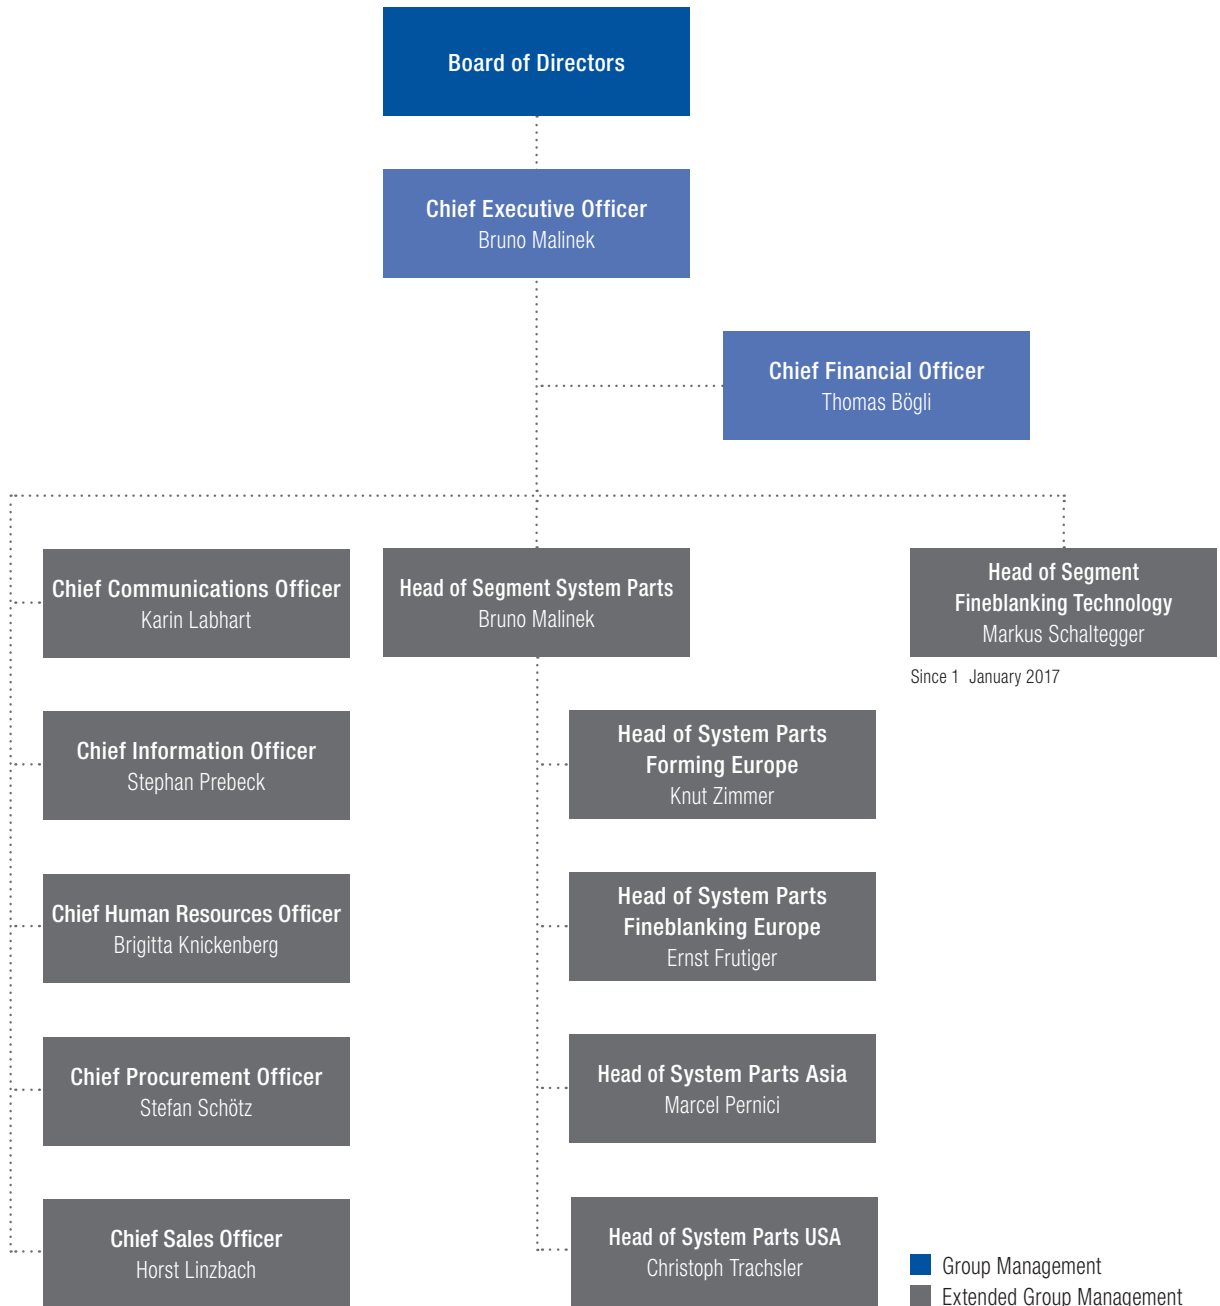 Board of Directors
Chief Executive Officer
Bruno Malinek
Chief Financial Officer
Thomas Bögli
Chief Communications Officer
Karin Labhart
Head of Segment System Parts
Bruno Malinek
Head of Segment
Fineblanking Technology
Markus Schaltegger
Since 1 January 2017
Chief Information Officer
Stephan Prebeck
Head of System Parts
Forming Europe
Knut Zimmer
Chief Human Resources Officer
Brigitta Knickenberg
Head of System Parts
Fineblanking Europe
Ernst Frutiger
Chief Procurement Officer
Stefan Schötz
Head of System Parts Asia
Marcel Pernici
Chief Sales Officer
Horst Linzbach
Head of System Parts USA
Christoph Trachsler
Group Management
Extended Group Management